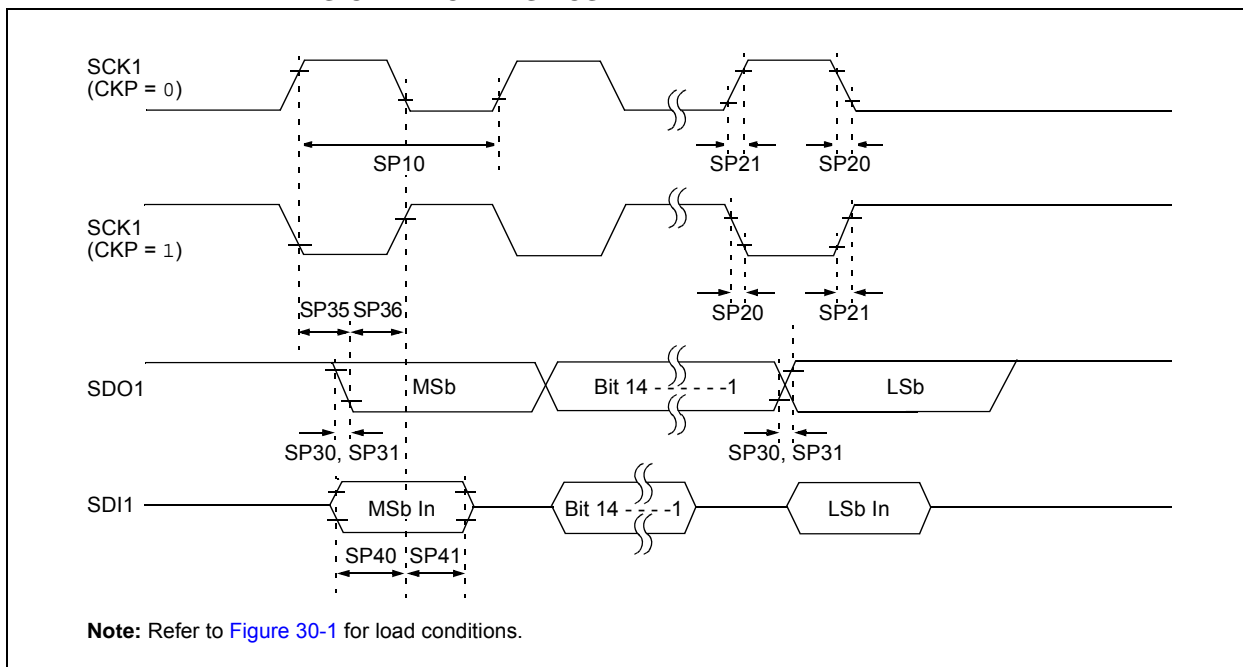 SCK1
(CKP = 0)
SP10
SP21
SP20
SCK1
(CKP = 1)
SP35
SP36
SP20
SP21
SDO1
MSb
Bit 14 - - - - - -1
LSb
SP30, SP31
SP30, SP31
SDI1
MSb In
Bit 14 - - - -1
LSb In
SP40
SP41
Note: Refer to Figure 30-1 for load conditions.